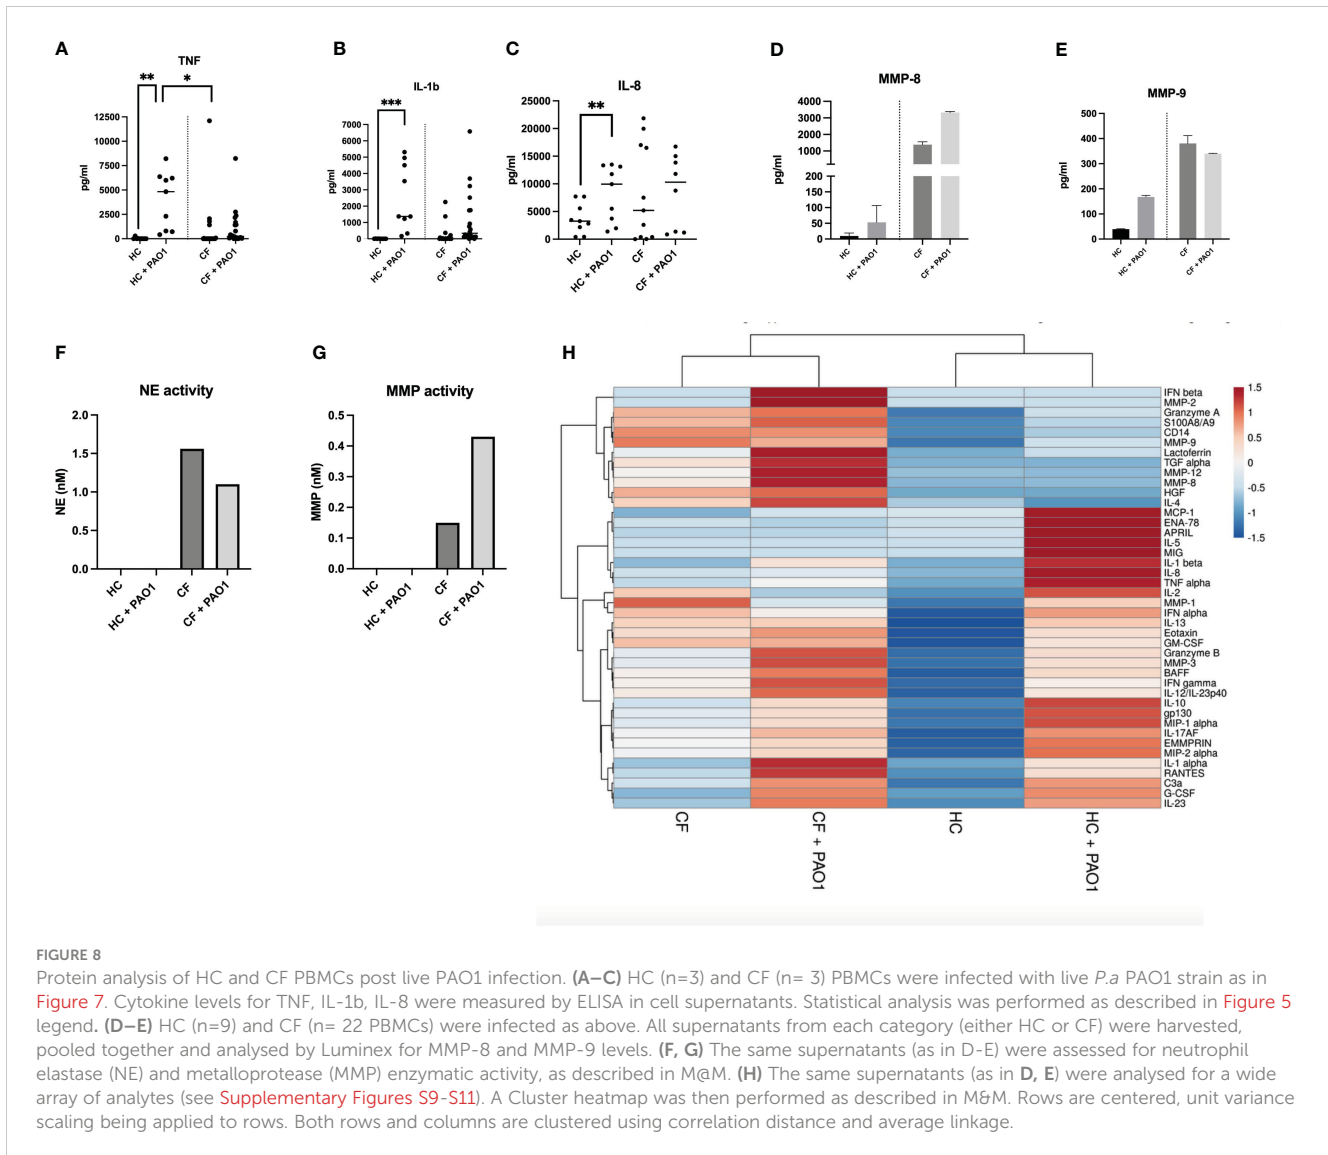 A
TNF
**
*
12500
10000
7500
5000
2500
0
pg/ml
HC
HC + PAO1
CF
CF + PAO1
B
IL-1b
***
7000
6000
5000
4000
3000
2000
1000
0
pg/ml
HC
HC + PAO1
CF
CF + PAO1
C
IL-8
**
25000
20000
15000
10000
5000
0
pg/ml
HC
HC + PAO1
CF
CF + PAO1
D
MMP-8
4000
3000
2000
1000
200
150
100
50
0
pg/ml
HC
HC + PAO1
CF
CF + PAO1
E
MMP-9
500
400
300
200
100
0
pg/ml
HC
HC + PAO1
CF
CF + PAO1
F
NE activity
2.0
1.5
1.0
0.5
0.0
NE (nM)
HC
HC + PAO1
CF
CF + PAO1
G
MMP activity
0.5
0.4
0.3
0.2
0.1
0.0
MMP (nM)
HC
HC + PAO1
CF
CF + PAO1
H
IFN beta
MMP-2
Granzyme A
S100A8/A9
CD14
MMP-9
Lactoferrin
TGF alpha
MMP-12
MMP-8
HGF
IL-4
MCP-1
ENA-78
APRIL
IL-5
MIG
IL-1 beta
IL-8
TNF alpha
IL-2
MMP-1
IFN alpha
IL-13
Eotaxin
GM-CSF
Granzyme B
MMP-3
BAFF
IFN gamma
IL-12/IL-23p40
IL-10
gp130
MIP-1 alpha
IL-17AF
EMMPRIN
MIP-2 alpha
IL-1 alpha
RANTES
C3a
G-CSF
IL-23
1.5
1
0.5
0
-0.5
-1
-1.5
CF
CF + PAO1
HC
HC + PAO1
FIGURE 8
Protein analysis of HC and CF PBMCs post live PAO1 infection. (A–C) HC (n=3) and CF (n= 3) PBMCs were infected with live P.a PAO1 strain as in
Figure 7. Cytokine levels for TNF, IL-1b, IL-8 were measured by ELISA in cell supernatants. Statistical analysis was performed as described in Figure 5
legend. (D–E) HC (n=9) and CF (n= 22 PBMCs) were infected as above. All supernatants from each category (either HC or CF) were harvested,
pooled together and analysed by Luminex for MMP-8 and MMP-9 levels. (F, G) The same supernatants (as in D-E) were assessed for neutrophil
elastase (NE) and metalloprotease (MMP) enzymatic activity, as described in M@M. (H) The same supernatants (as in D, E) were analysed for a wide
array of analytes (see Supplementary Figures S9-S11). A Cluster heatmap was then performed as described in M&M. Rows are centered, unit variance
scaling being applied to rows. Both rows and columns are clustered using correlation distance and average linkage.